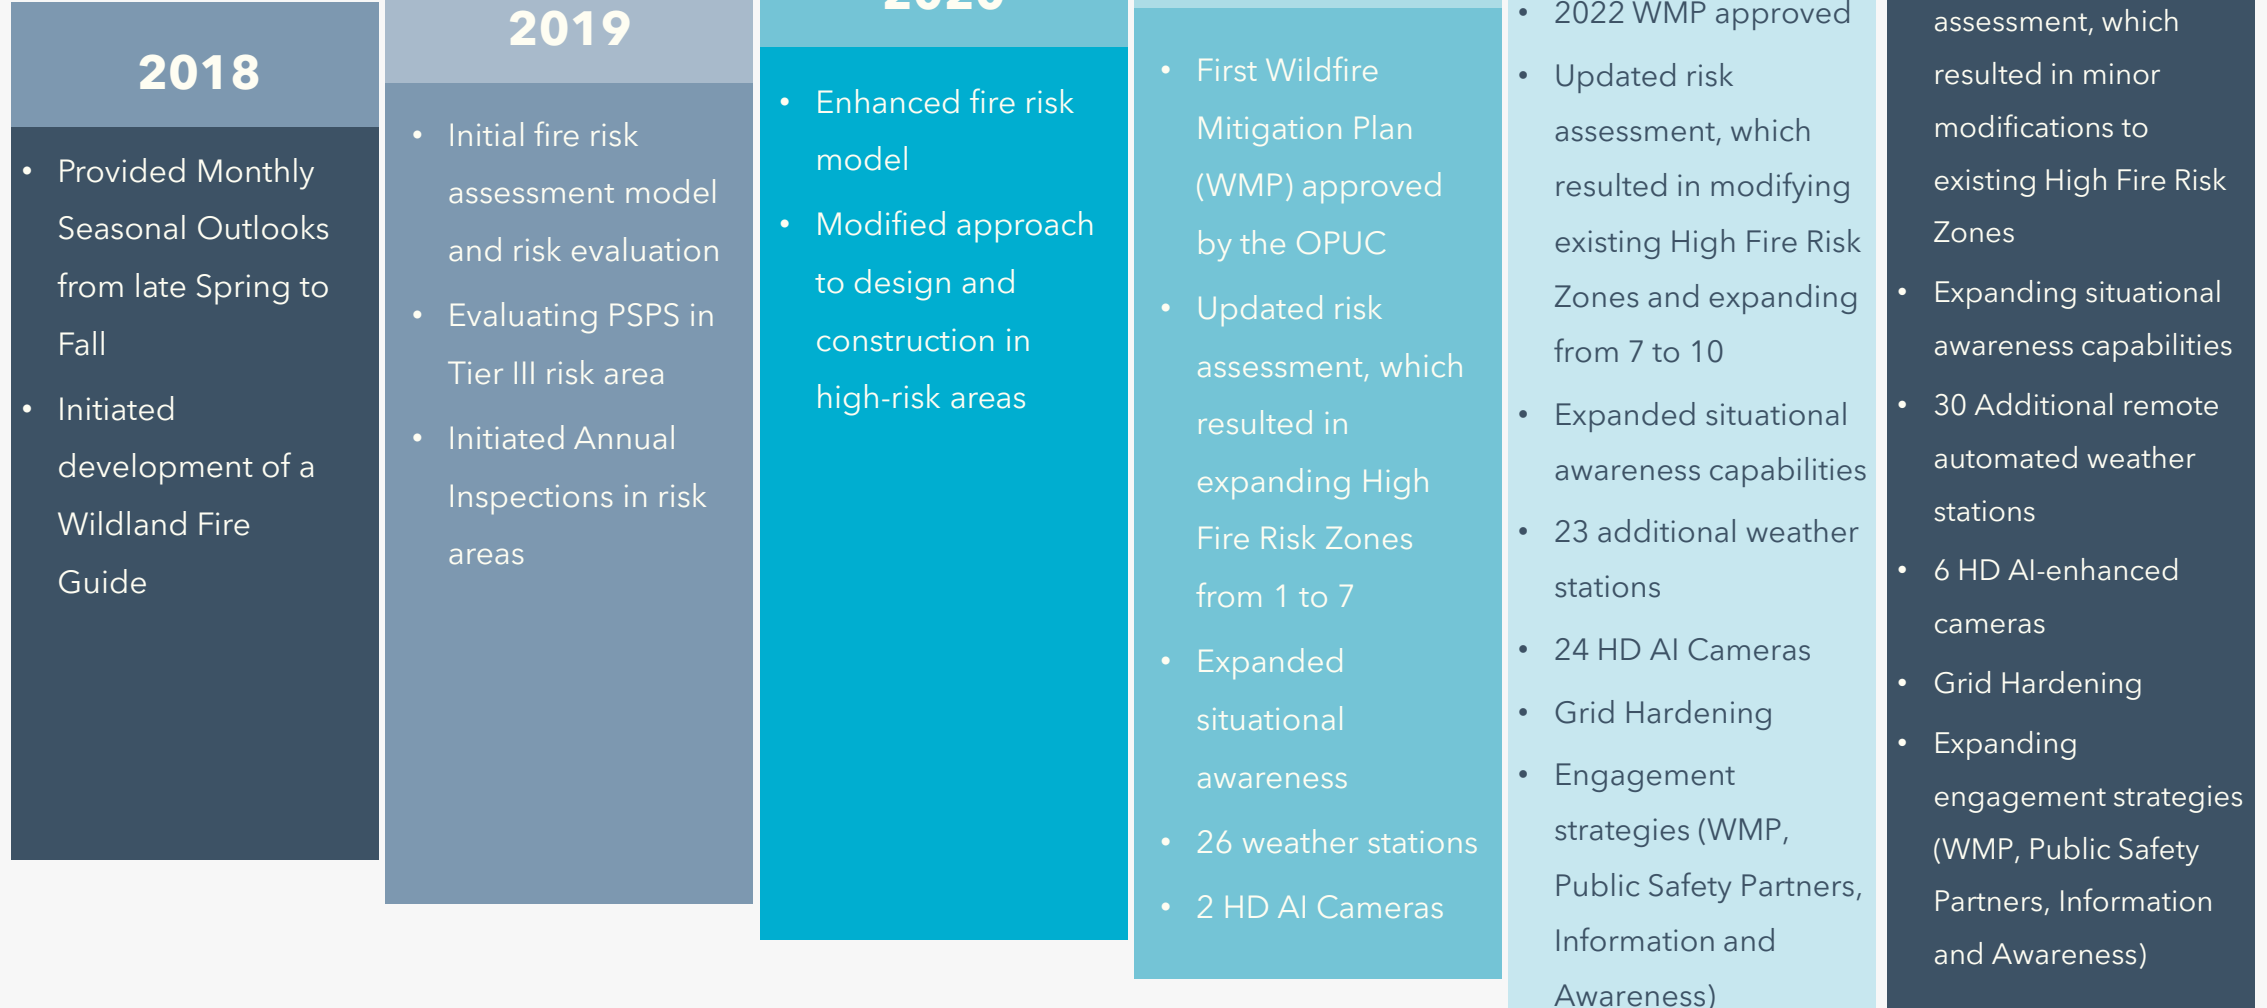 2018
• Provided Monthly
Seasonal Outlooks
from late Spring to
Fall
• Initiated
development of a
Wildland Fire
Guide
2019
• Initial fire risk
assessment model
and risk evaluation
• Evaluating PSPS in
Tier III risk area
• Initiated Annual
Inspections in risk
areas
2020
• Enhanced fire risk
model
• Modified approach
to design and
construction in
high-risk areas
• First Wildfire
Mitigation Plan
(WMP) approved
by the OPUC
• Updated risk
assessment, which
resulted in
expanding High
Fire Risk Zones
from 1 to 7
• Expanded
situational
awareness
• 26 weather stations
• 2 HD AI Cameras
• 2022 WMP approved
• Updated risk
assessment, which
resulted in modifying
existing High Fire Risk
Zones and expanding
from 7 to 10
• Expanded situational
awareness capabilities
• 23 additional weather
stations
• 24 HD AI Cameras
• Grid Hardening
• Engagement
strategies (WMP,
Public Safety Partners,
Information and
Awareness)
assessment, which
resulted in minor
modifications to
existing High Fire Risk
Zones
• Expanding situational
awareness capabilities
• 30 Additional remote
automated weather
stations
• 6 HD AI-enhanced
cameras
• Grid Hardening
• Expanding
engagement strategies
(WMP, Public Safety
Partners, Information
and Awareness)